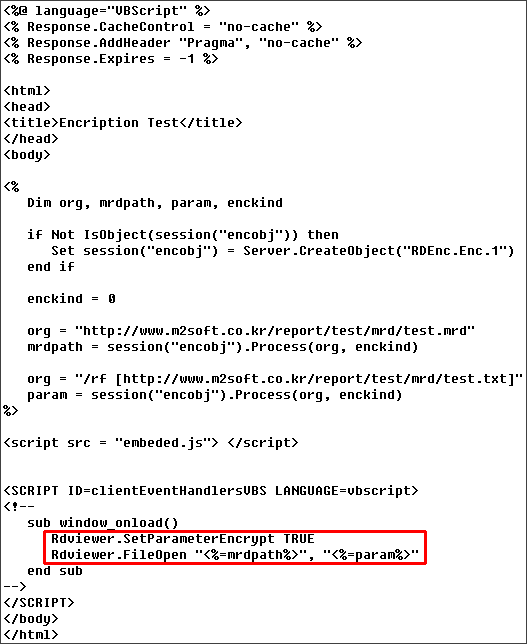 <%@ language="VBScript" %>
<% Response.CacheControl = "no-cache" %>
<% Response.AddHeader "Pragma", "no-cache" %>
<% Response.Expires = -1 %>
<html>
<head>
<title>Encription Test</title>
</head>
<body>
<%
Dim org, mrdpath, param, enckind
if Not IsObject(session("encobj")) then
Set session("encobj") = Server.CreateObject("RDEnc.Enc.1")
end if
enckind = 0
org = "http://www.m2soft.co.kr/report/test/mrd/test.mrd"
mrdpath = session("encobj").Process(org, enckind)
org = "/rf [http://www.m2soft.co.kr/report/test/mrd/test.txt]"
param = session("encobj").Process(org, enckind)
%>
<script src = "embeded.js"> </script>
<SCRIPT ID=clientEventHandlersVBS LANGUAGE=vbscript>
<!--
sub window_onload()
Rdviewer.SetParameterEncrypt TRUE
Rdviewer.FileOpen "<%=mrdpath%>", "<%=param%>"
end sub
-->
</SCRIPT>
</body>
</html>